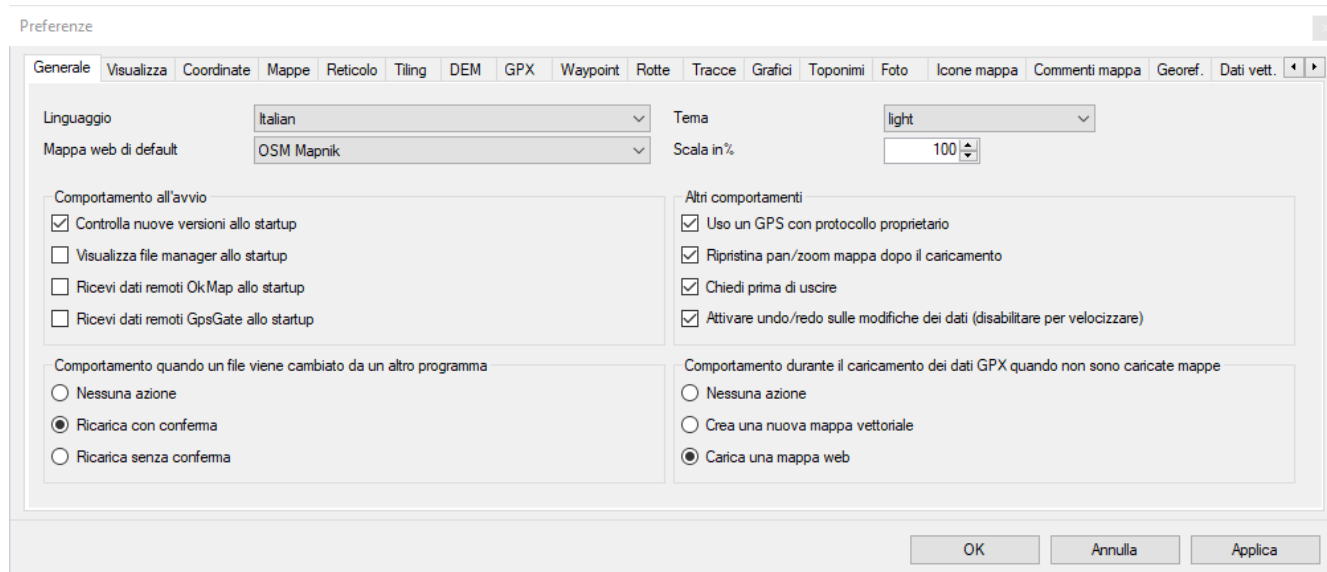 Preferenze
Generale Visualizza Coordinate Mappe Reticolo Tiling DEM GPX Waypoint Rotte Tracce Grafici Toponimi Foto Icone mappa Commenti mappa Georef. Dati vett.
Linguaggio Italian Tema light
Mappa web di default OSM Mapnik Scala in% 100
Comportamento all'avvio
Controlla nuove versioni allo startup
Visualizza file manager allo startup
Ricevi dati remoti OkMap allo startup
Ricevi dati remoti GpsGate allo startup
Altri comportamenti
Uso un GPS con protocollo proprietario
Ripristina pan/zoom mappa dopo il caricamento
Chiedi prima di uscire
Attivare undo/redo sulle modifiche dei dati (disabilitare per velocizzare)
Comportamento quando un file viene cambiato da un altro programma
Nessuna azione
Ricarica con conferma
Ricarica senza conferma
Comportamento durante il caricamento dei dati GPX quando non sono caricate mappe
Nessuna azione
Crea una nuova mappa vettoriale
Carica una mappa web
OK Annulla Applica